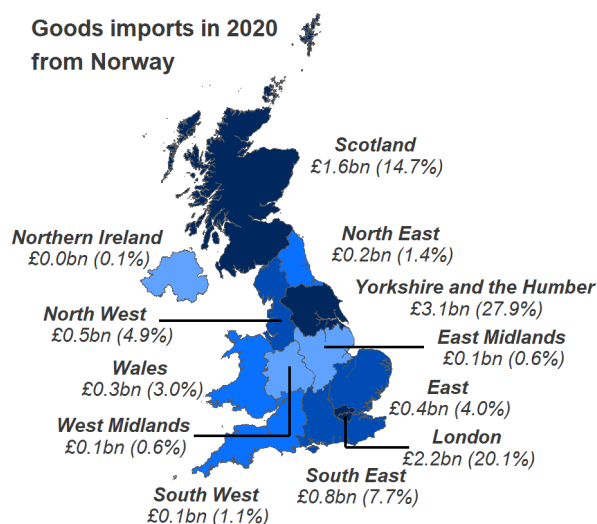 Goods imports in 2020
from Norway
Scotland
£1.6bn (14.7%)
Northern Ireland
£0.0bn (0.1%)
North East
£0.2bn (1.4%)
Yorkshire and the Humber
£3.1bn (27.9%)
North West
£0.5bn (4.9%)
East Midlands
£0.1bn (0.6%)
Wales
£0.3bn (3.0%)
East
£0.4bn (4.0%)
West Midlands
£0.1bn (0.6%)
London
£2.2bn (20.1%)
South East
£0.8bn (7.7%)
South West
£0.1bn (1.1%)